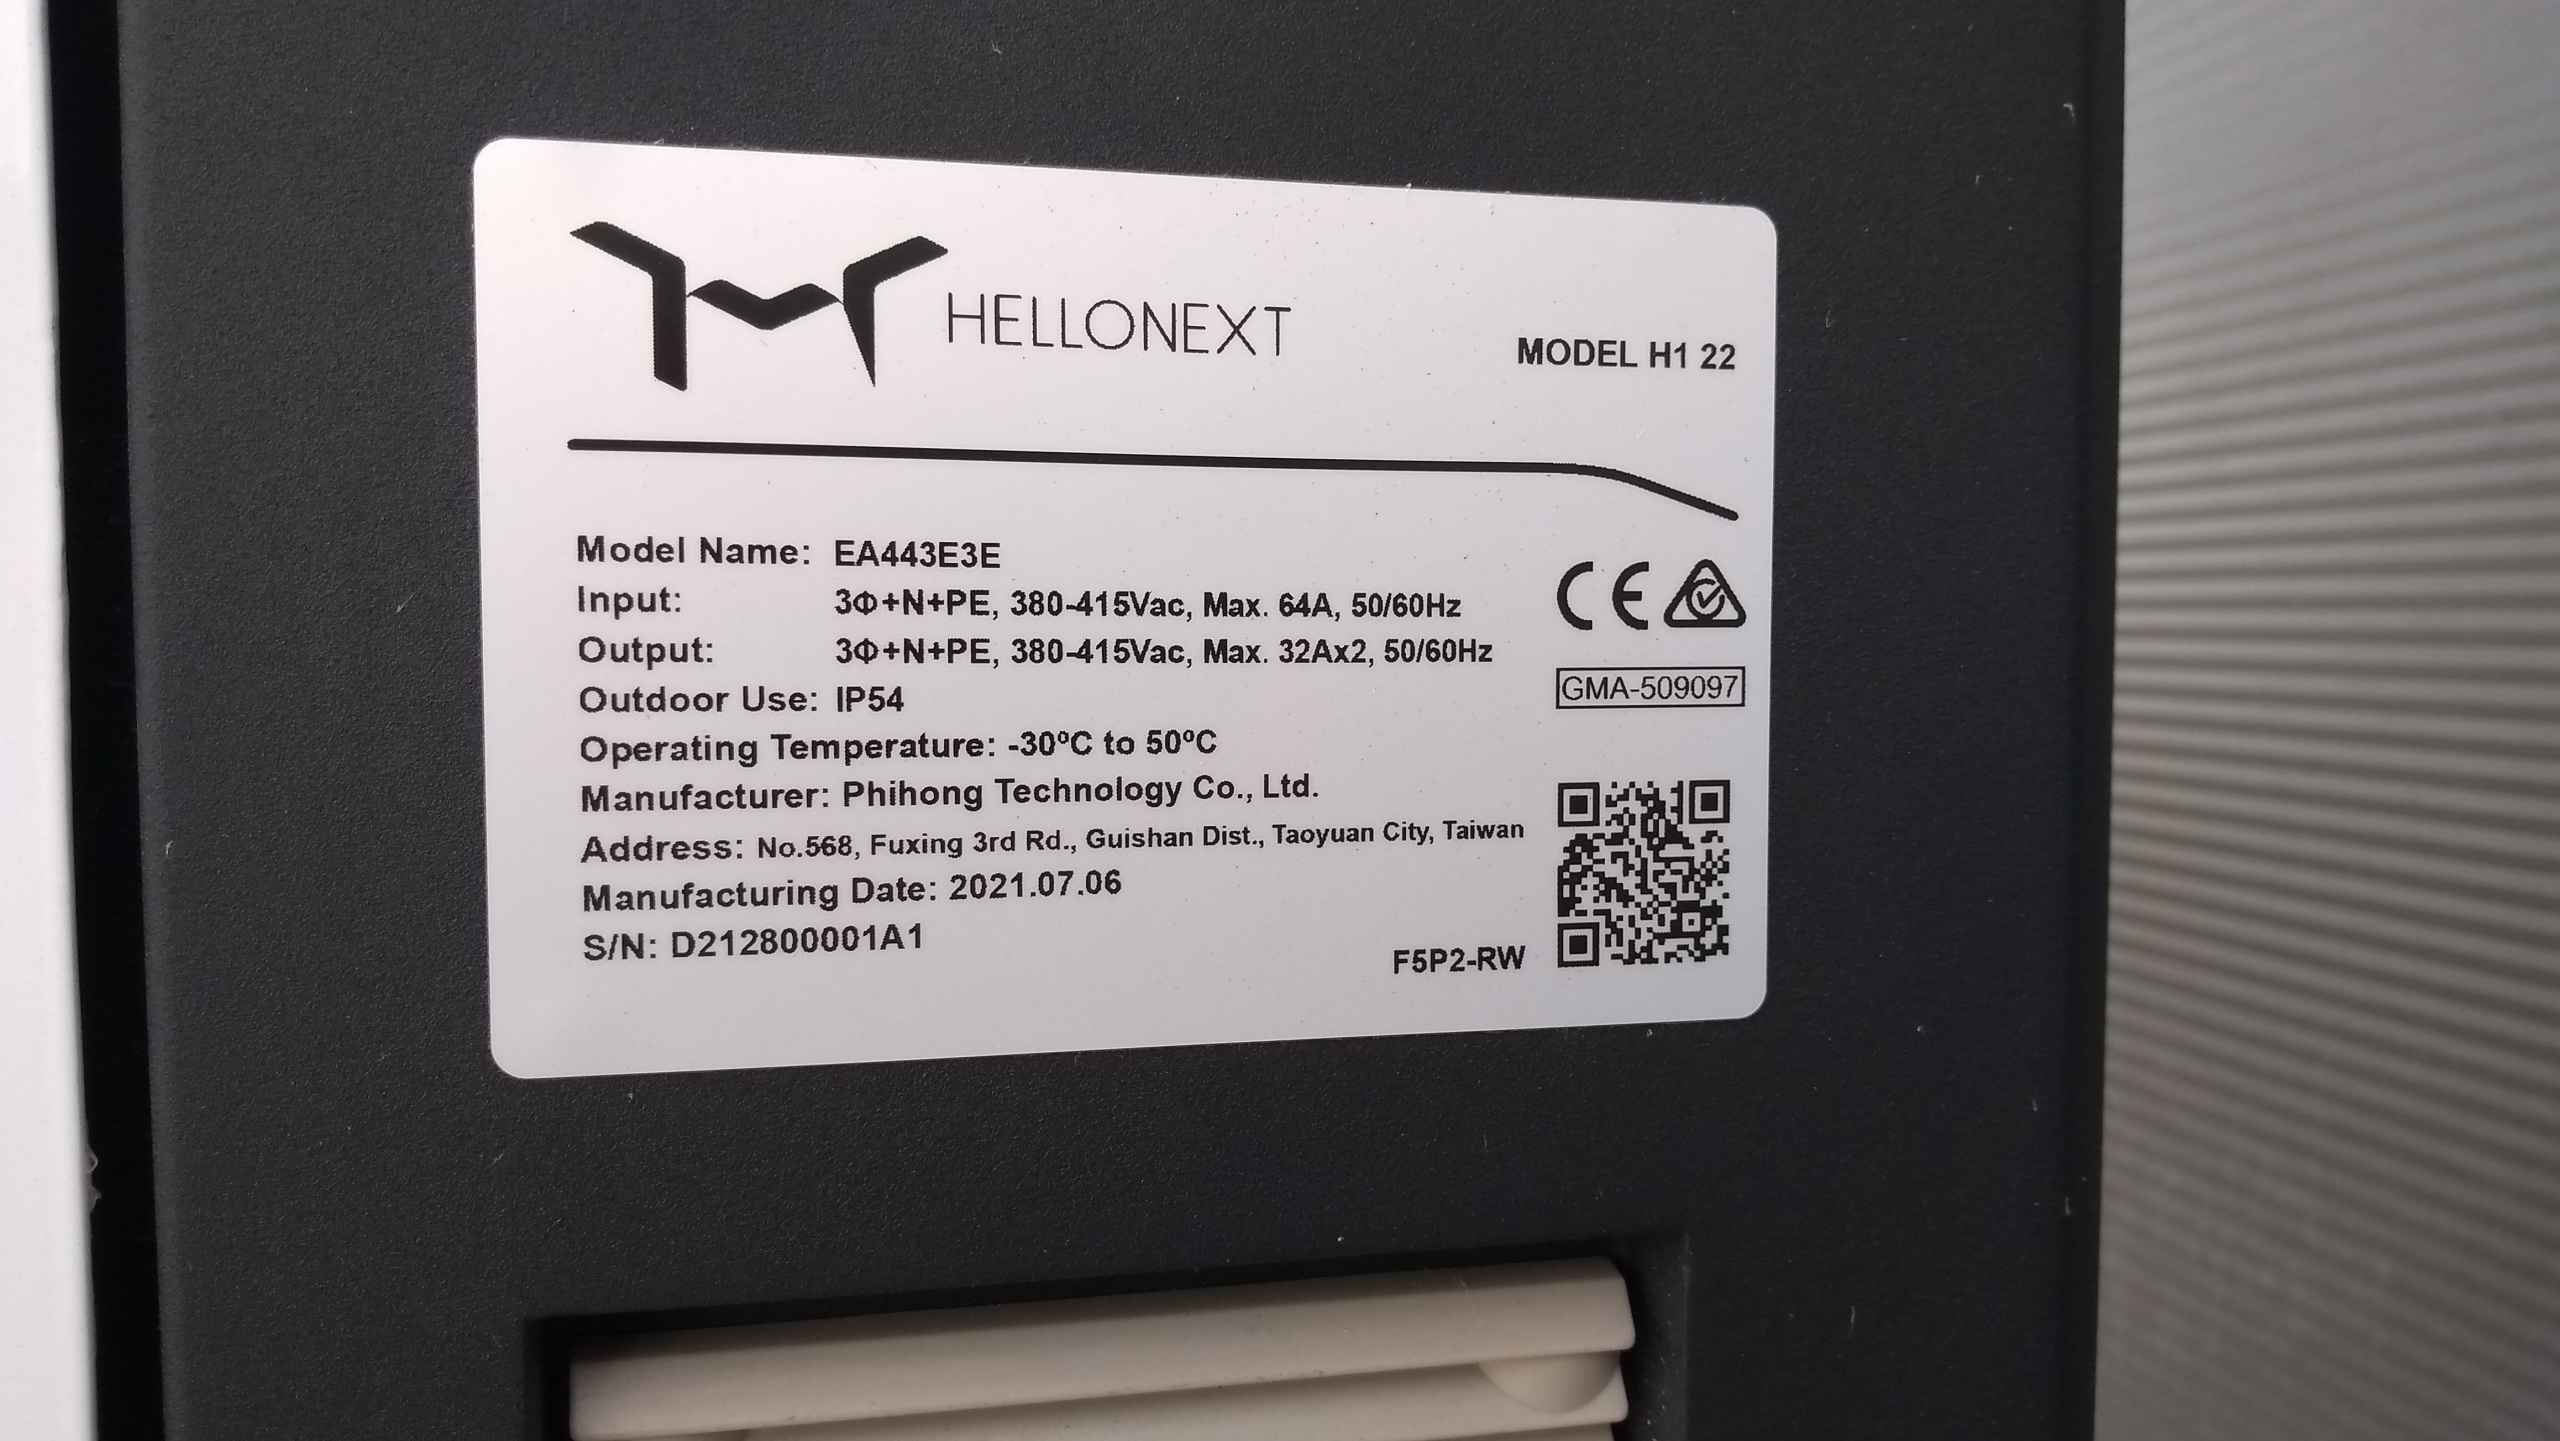 HELLONEXT
MODEL H1 22
Model Name: EA443E3E
Input: 3Φ+N+PE, 380-415Vac, Max. 64A, 50/60Hz
Output: 3Φ+N+PE, 380-415Vac, Max. 32Ax2, 50/60Hz
Outdoor Use: IP54
Operating Temperature: -30ºC to 50ºC
Manufacturer: Phihong Technology Co., Ltd.
Address: No.568, Fuxing 3rd Rd., Guishan Dist., Taoyuan City, Taiwan
Manufacturing Date: 2021.07.06
S/N: D212800001A1
CE
GMA-509097
F5P2-RW